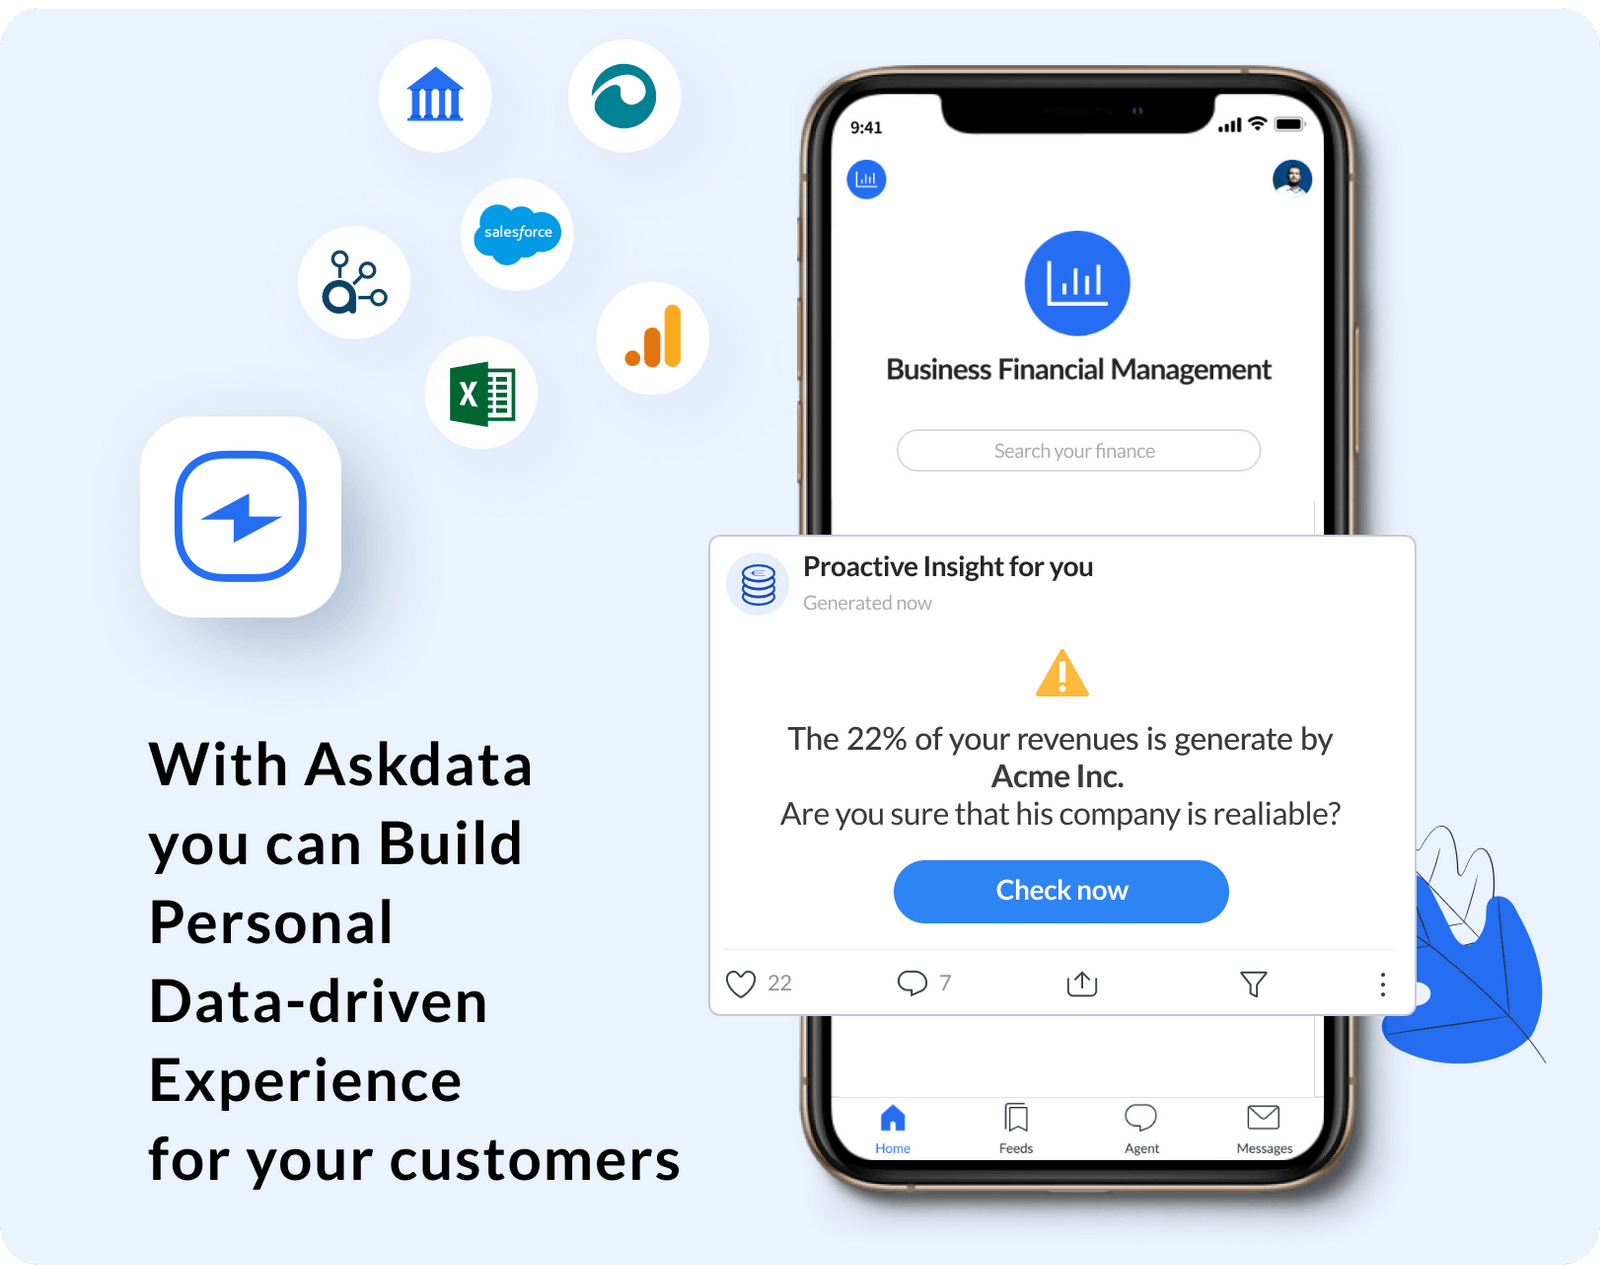 salesforce
X
With Askdata
you can Build
Personal
Data-driven
Experience
for your customers
9:41
Business Financial Management
Search your finance
Proactive Insight for you
Generated now
The 22% of your revenues is generate by
Acme Inc.
Are you sure that his company is realiable?
Check now
22
7
Home
Feeds
Agent
Messages